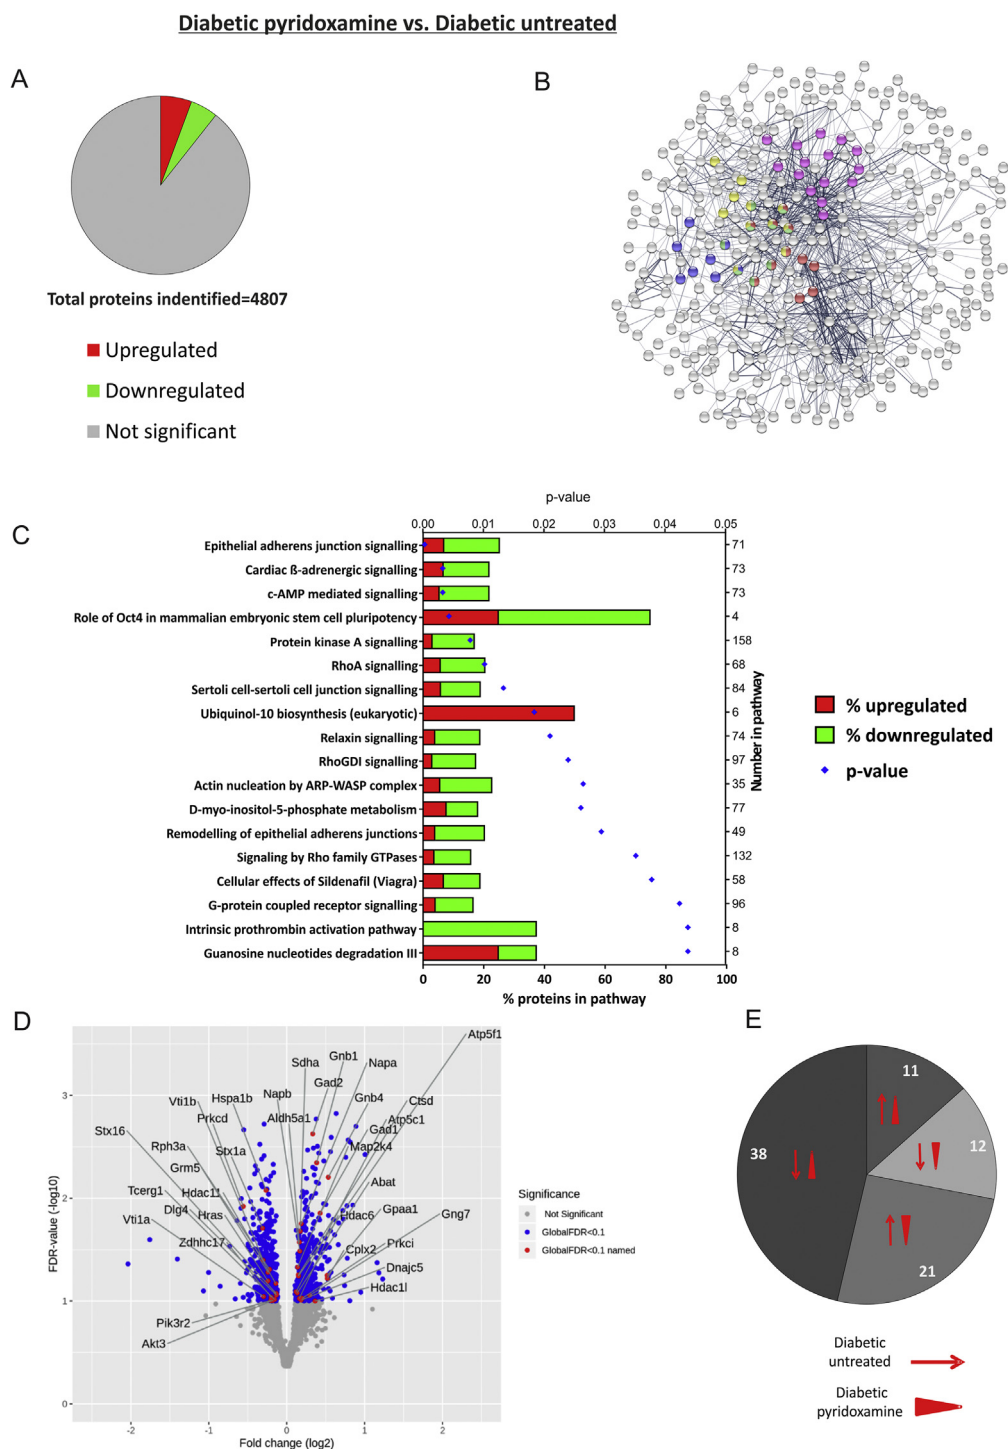 Diabetic pyridoxamine vs. Diabetic untreated
A
Total proteins indentified=4807
Upregulated
Downregulated
Not significant
B
C
p-value
0.00 0.01 0.02 0.03 0.04 0.05
Epithelial adherens junction signalling 71
Cardiac ß-adrenergic signalling 73
c-AMP mediated signalling 73
Role of Oct4 in mammalian embryonic stem cell pluripotency 4
Protein kinase A signalling 158
RhoA signalling 68
Sertoli cell-sertoli cell junction signalling 84
Ubiquinol-10 biosynthesis (eukaryotic) 6
Relaxin signalling 74
RhoGDI signalling 97
Actin nucleation by ARP-WASP complex 35
D-myo-inositol-5-phosphate metabolism 77
Remodelling of epithelial adherens junctions 49
Signaling by Rho family GTPases 132
Cellular effects of Sildenafil (Viagra) 58
G-protein coupled receptor signalling 96
Intrinsic prothrombin activation pathway 8
Guanosine nucleotides degradation III 8
0 20 40 60 80 100
% proteins in pathway
Number in pathway
% upregulated
% downregulated
p-value
D
Atp5f1
Gnb1
Sdha
Napa
Gad2
Hspa1b
Napb
Gnb4
Ctsd
Vti1b
Aldh5a1
Atp5c1
Prkcd
Gad1
Stx16
Rph3a
Stx1a
Map2k4
Grm5
Abat
Tcerg1
Hdac11
Dlg4
Hras
Hdac6
Gpaa1
Vti1a
Gng7
Zdhhc17
Cplx2
Prkci
Dnajc5
Hdac1l
Pik3r2
Akt3
3
2
1
0
-2 -1 0 1 2
FDR-value (-log10)
Fold change (log2)
Significance
Not Significant
GlobalFDR<0.1
GlobalFDR<0.1 named
E
11
12
38
21
Diabetic
untreated
Diabetic
pyridoxamine